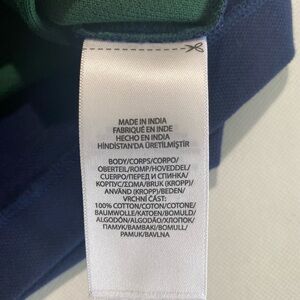 MADE IN INDIA
FABRIQUÉ EN INDE
HECHO EN INDIA
HİNDİSTAN'DA ÜRETİLMİŞTİR
BODY/CORPS/CORPO/
OBERTEIL/ROMP/HOVEDDEL/
CUERPO/ПЕРЕД И СПИНКА/
КОРПУС/ΖΩΜΑ/BRUK (KROPP)/
ANVÄND (KROPP)/BEDEN/
VRCHNÍ ČÁST:
100% COTTON/COTON/COTONE/
BAUMWOLLE/KATOEN/BOMULD/
ALGODÓN/ALGODÃO/ХЛОПОК/
ПАМУК/ΒΑΜΒΑΚΙ/BOMULL/
PAMUK/BAVLNA